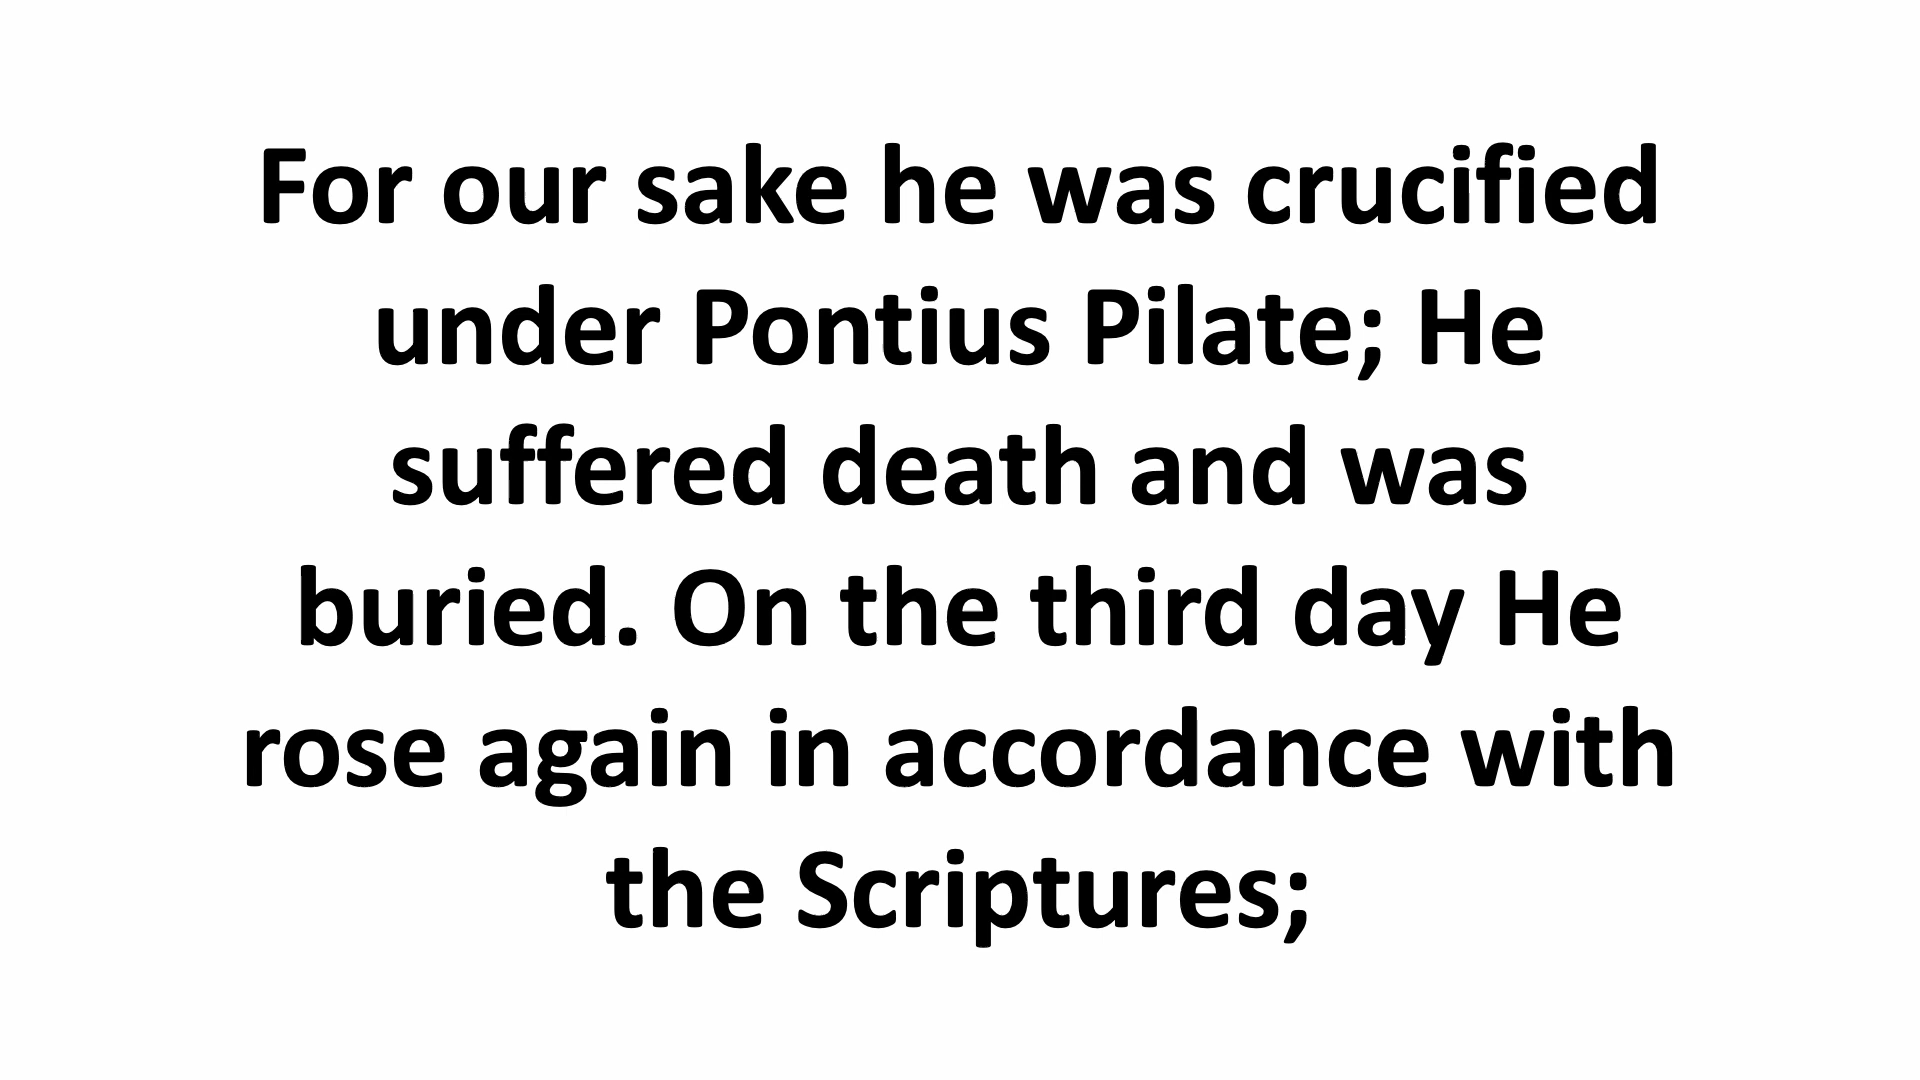 For our sake he was crucified
under Pontius Pilate; He
suffered death and was
buried. On the third day He
rose again in accordance with
the Scriptures;